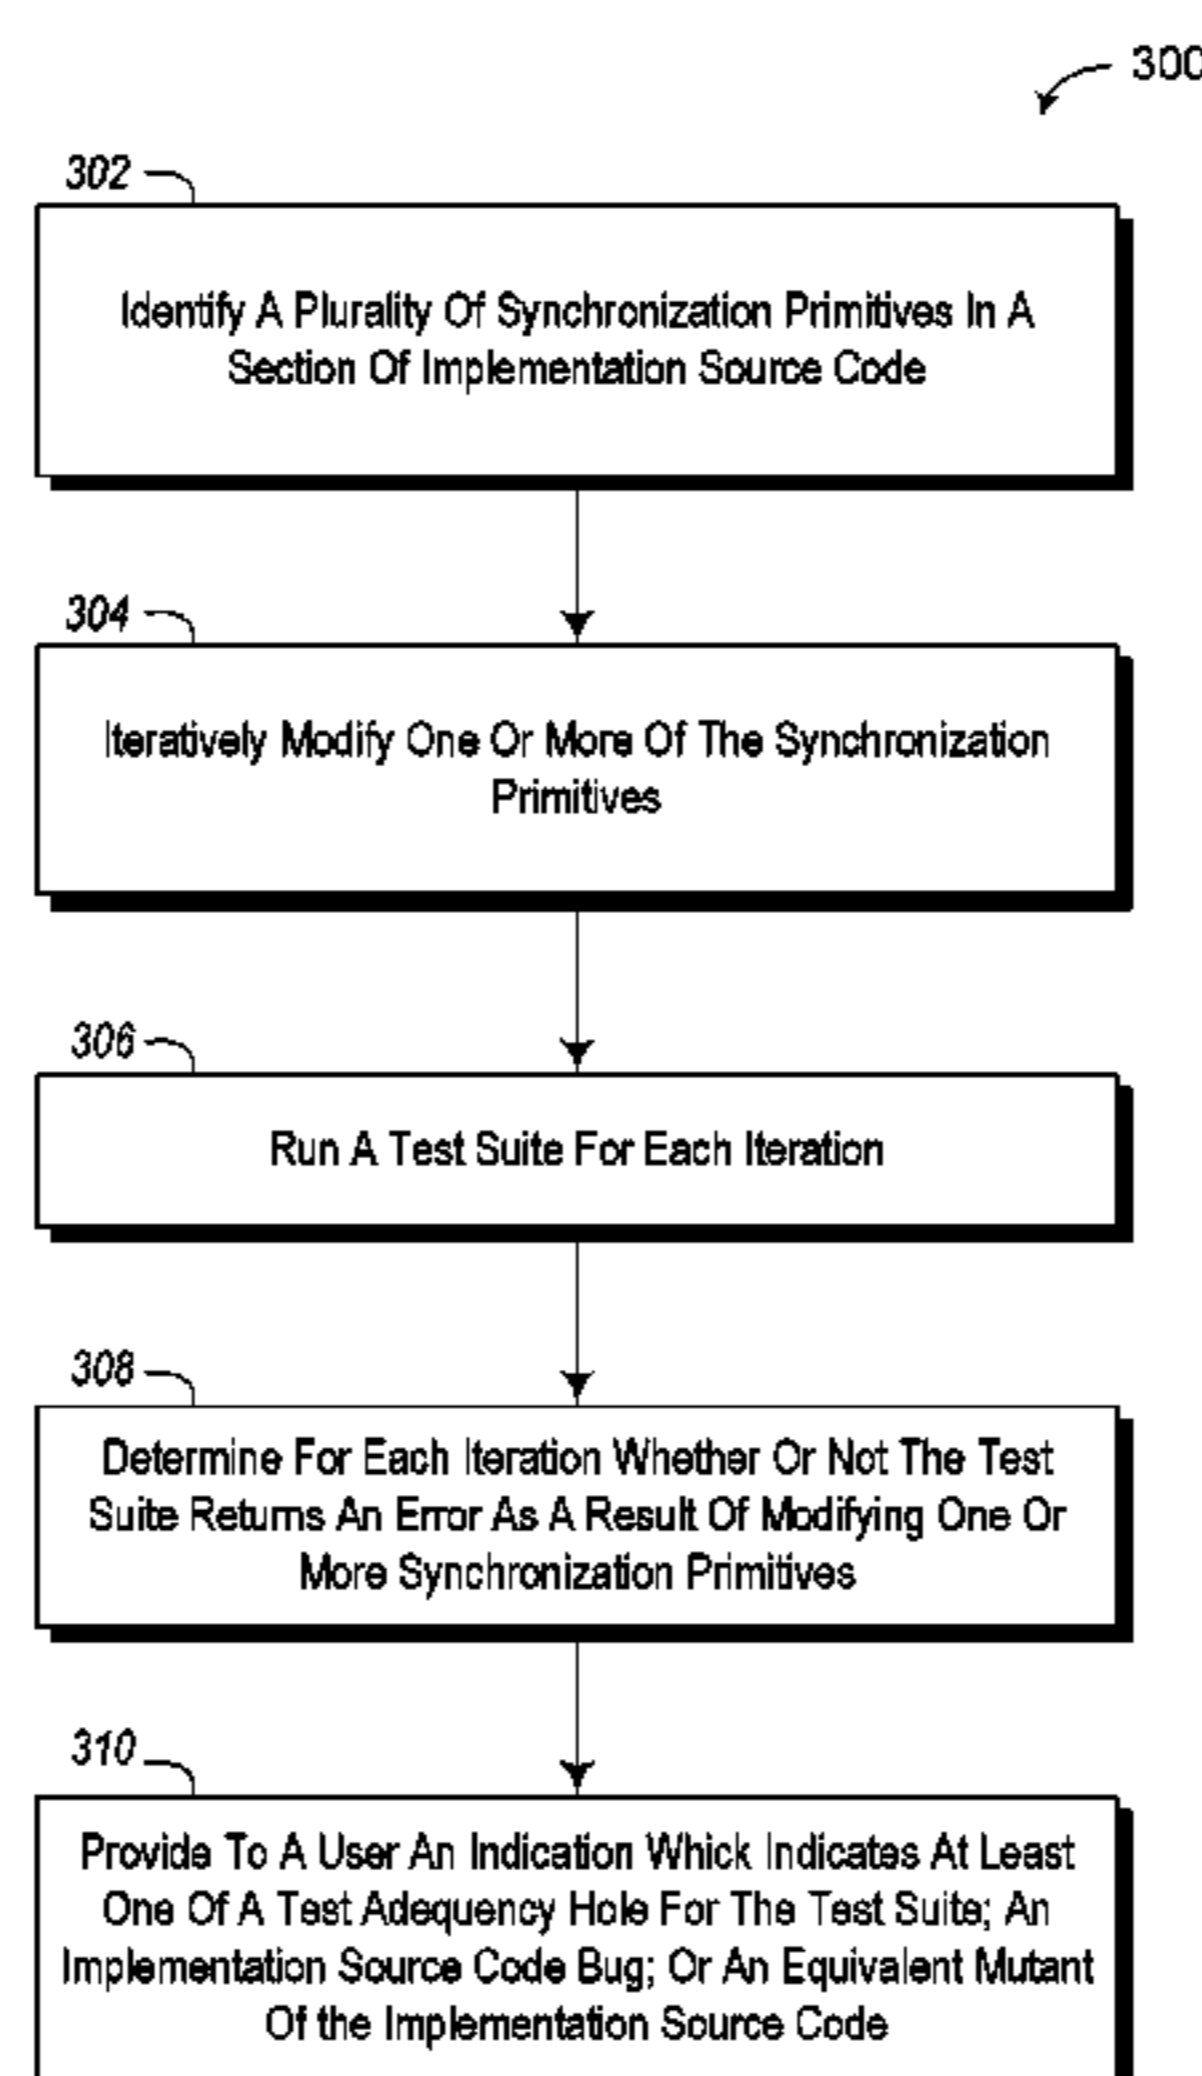 300
302
Identify A Plurality Of Synchronization Primitives In A
Section Of Implementation Source Code
304
Iteratively Modify One Or More Of The Synchronization
Primitives
306
Run A Test Suite For Each Iteration
308
Determine For Each Iteration Whether Or Not The Test
Suite Returns An Error As A Result Of Modifying One Or
More Synchronization Primitives
310
Provide To A User An Indication Whick Indicates At Least
One Of A Test Adequency Hole For The Test Suite; An
Implementation Source Code Bug; Or An Equivalent Mutant
Of the Implementation Source Code